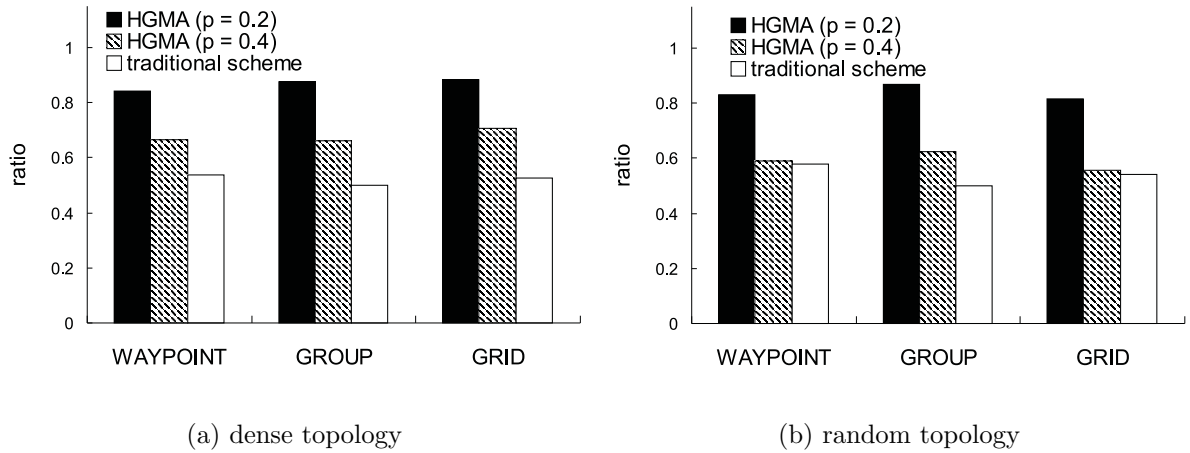 HGMA (p = 0.2)
HGMA (p = 0.4)
traditional scheme
1
0.8
0.6
0.4
0.2
0
ratio
WAYPOINT GROUP GRID
(a) dense topology
HGMA (p = 0.2)
HGMA (p = 0.4)
traditional scheme
1
0.8
0.6
0.4
0.2
0
ratio
WAYPOINT GROUP GRID
(b) random topology